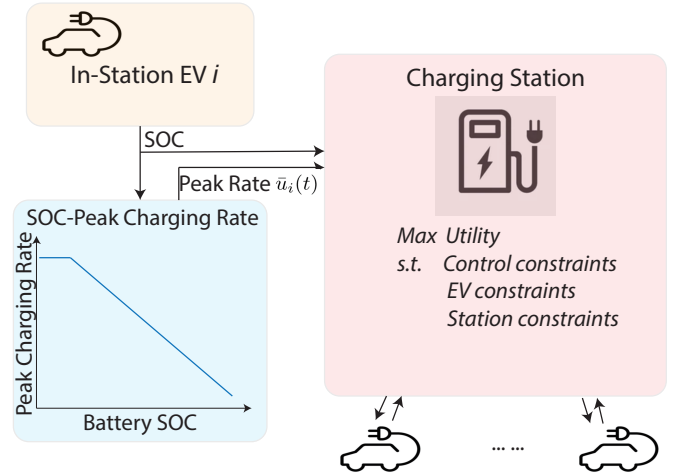 In-Station EV i
SOC
Peak Rate ūᵢ(t)
SOC-Peak Charging Rate
Peak Charging Rate
Battery SOC
Charging Station
Max Utility
s.t. Control constraints
EV constraints
Station constraints
... ...